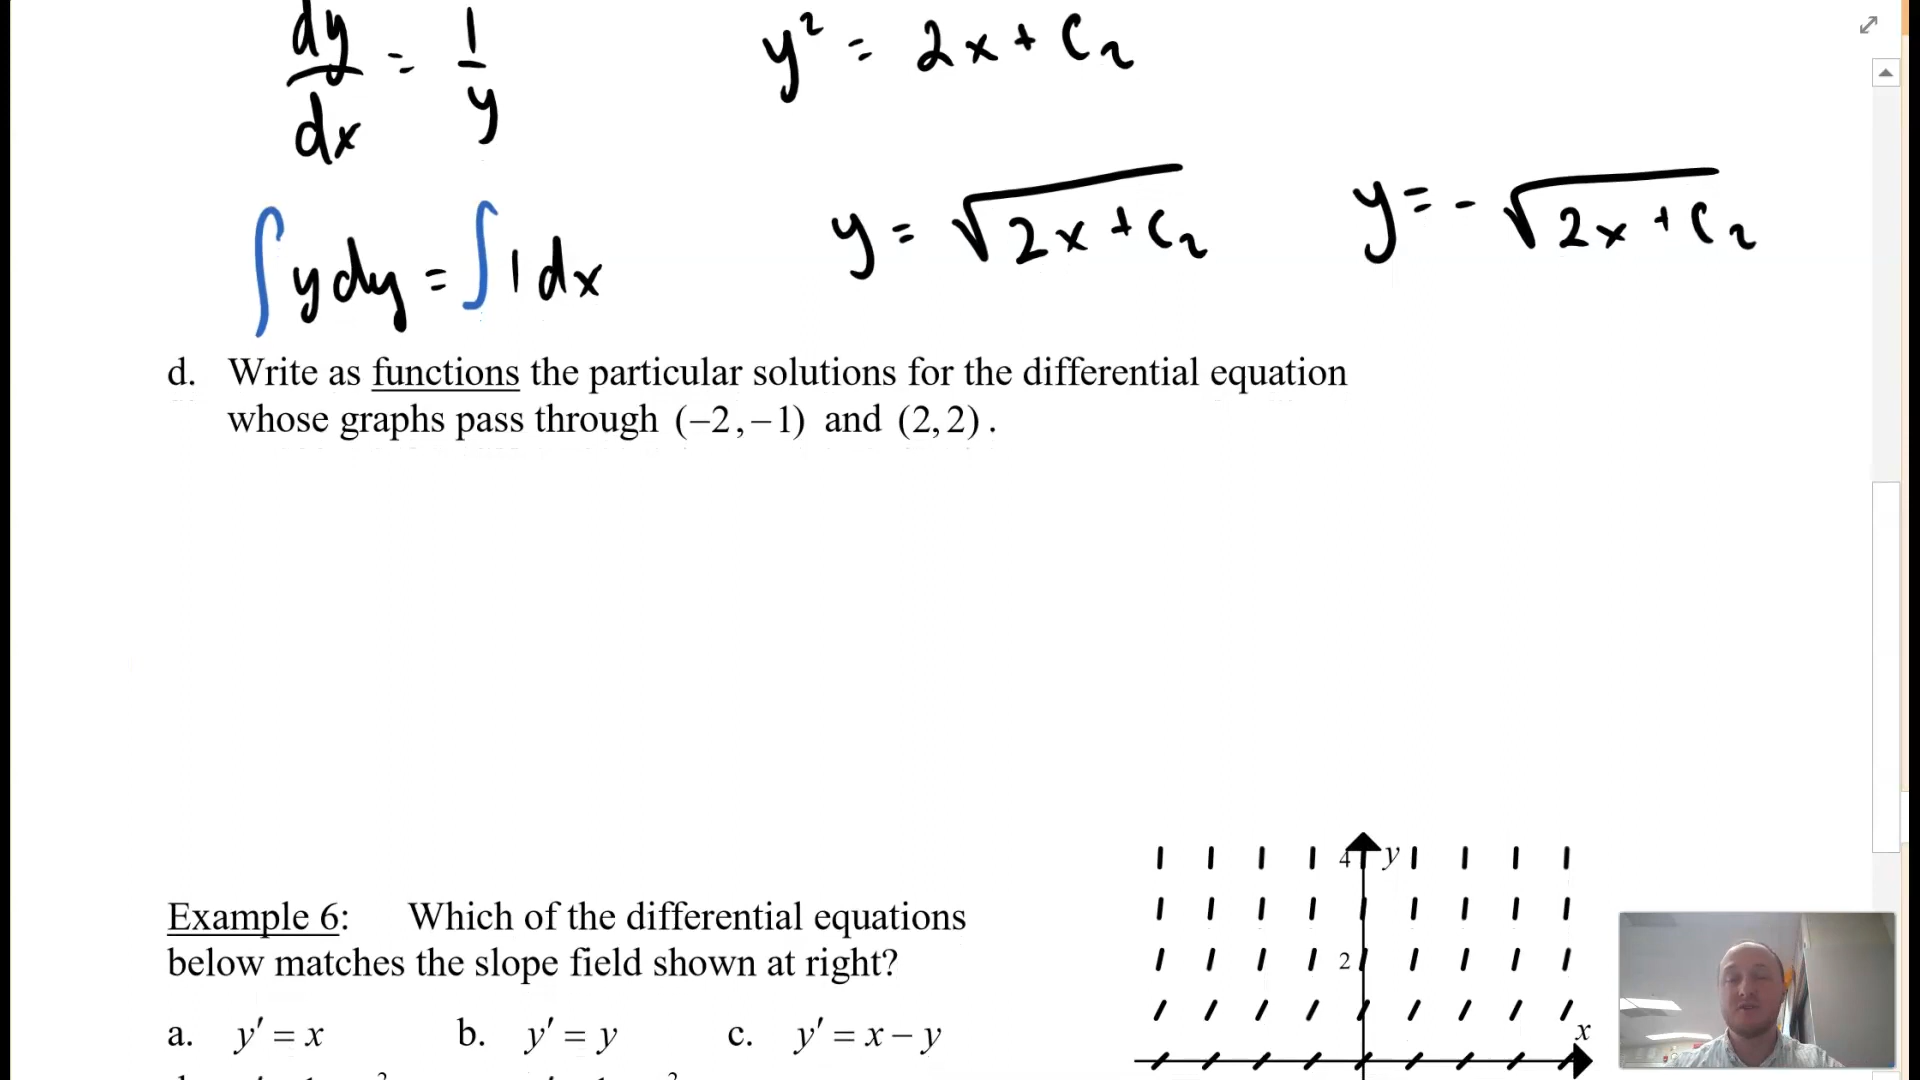 dy/dx = 1/y
y² = 2x + C₂
∫ y dy = ∫ 1 dx
y = √(2x + C₂)
y = - √(2x + C₂)
d. Write as functions the particular solutions for the differential equation
whose graphs pass through (−2, −1) and (2, 2).
Example 6: Which of the differential equations
below matches the slope field shown at right?
a. y′ = x b. y′ = y c. y′ = x − y
4 y
2
x